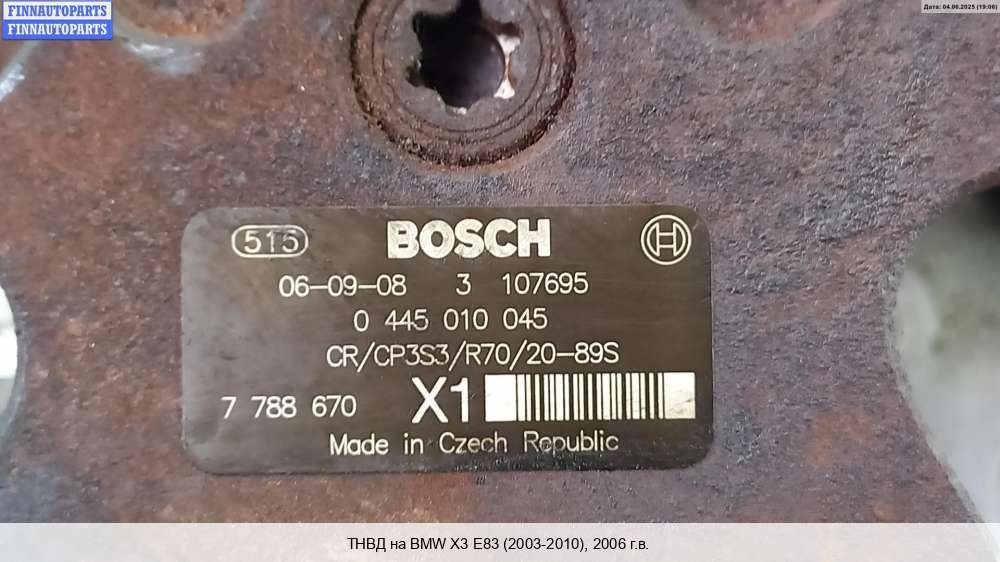 FINNAUTOPARTS
FINNAUTOPARTS
Дата: 04.06.2025 (19:06)
515 BOSCH
06-09-08 3 107695
0 445 010 045
CR/CP3S3/R70/20-89S
7 788 670 X1
Made in Czech Republic
ТНВД на BMW X3 E83 (2003-2010), 2006 г.в.